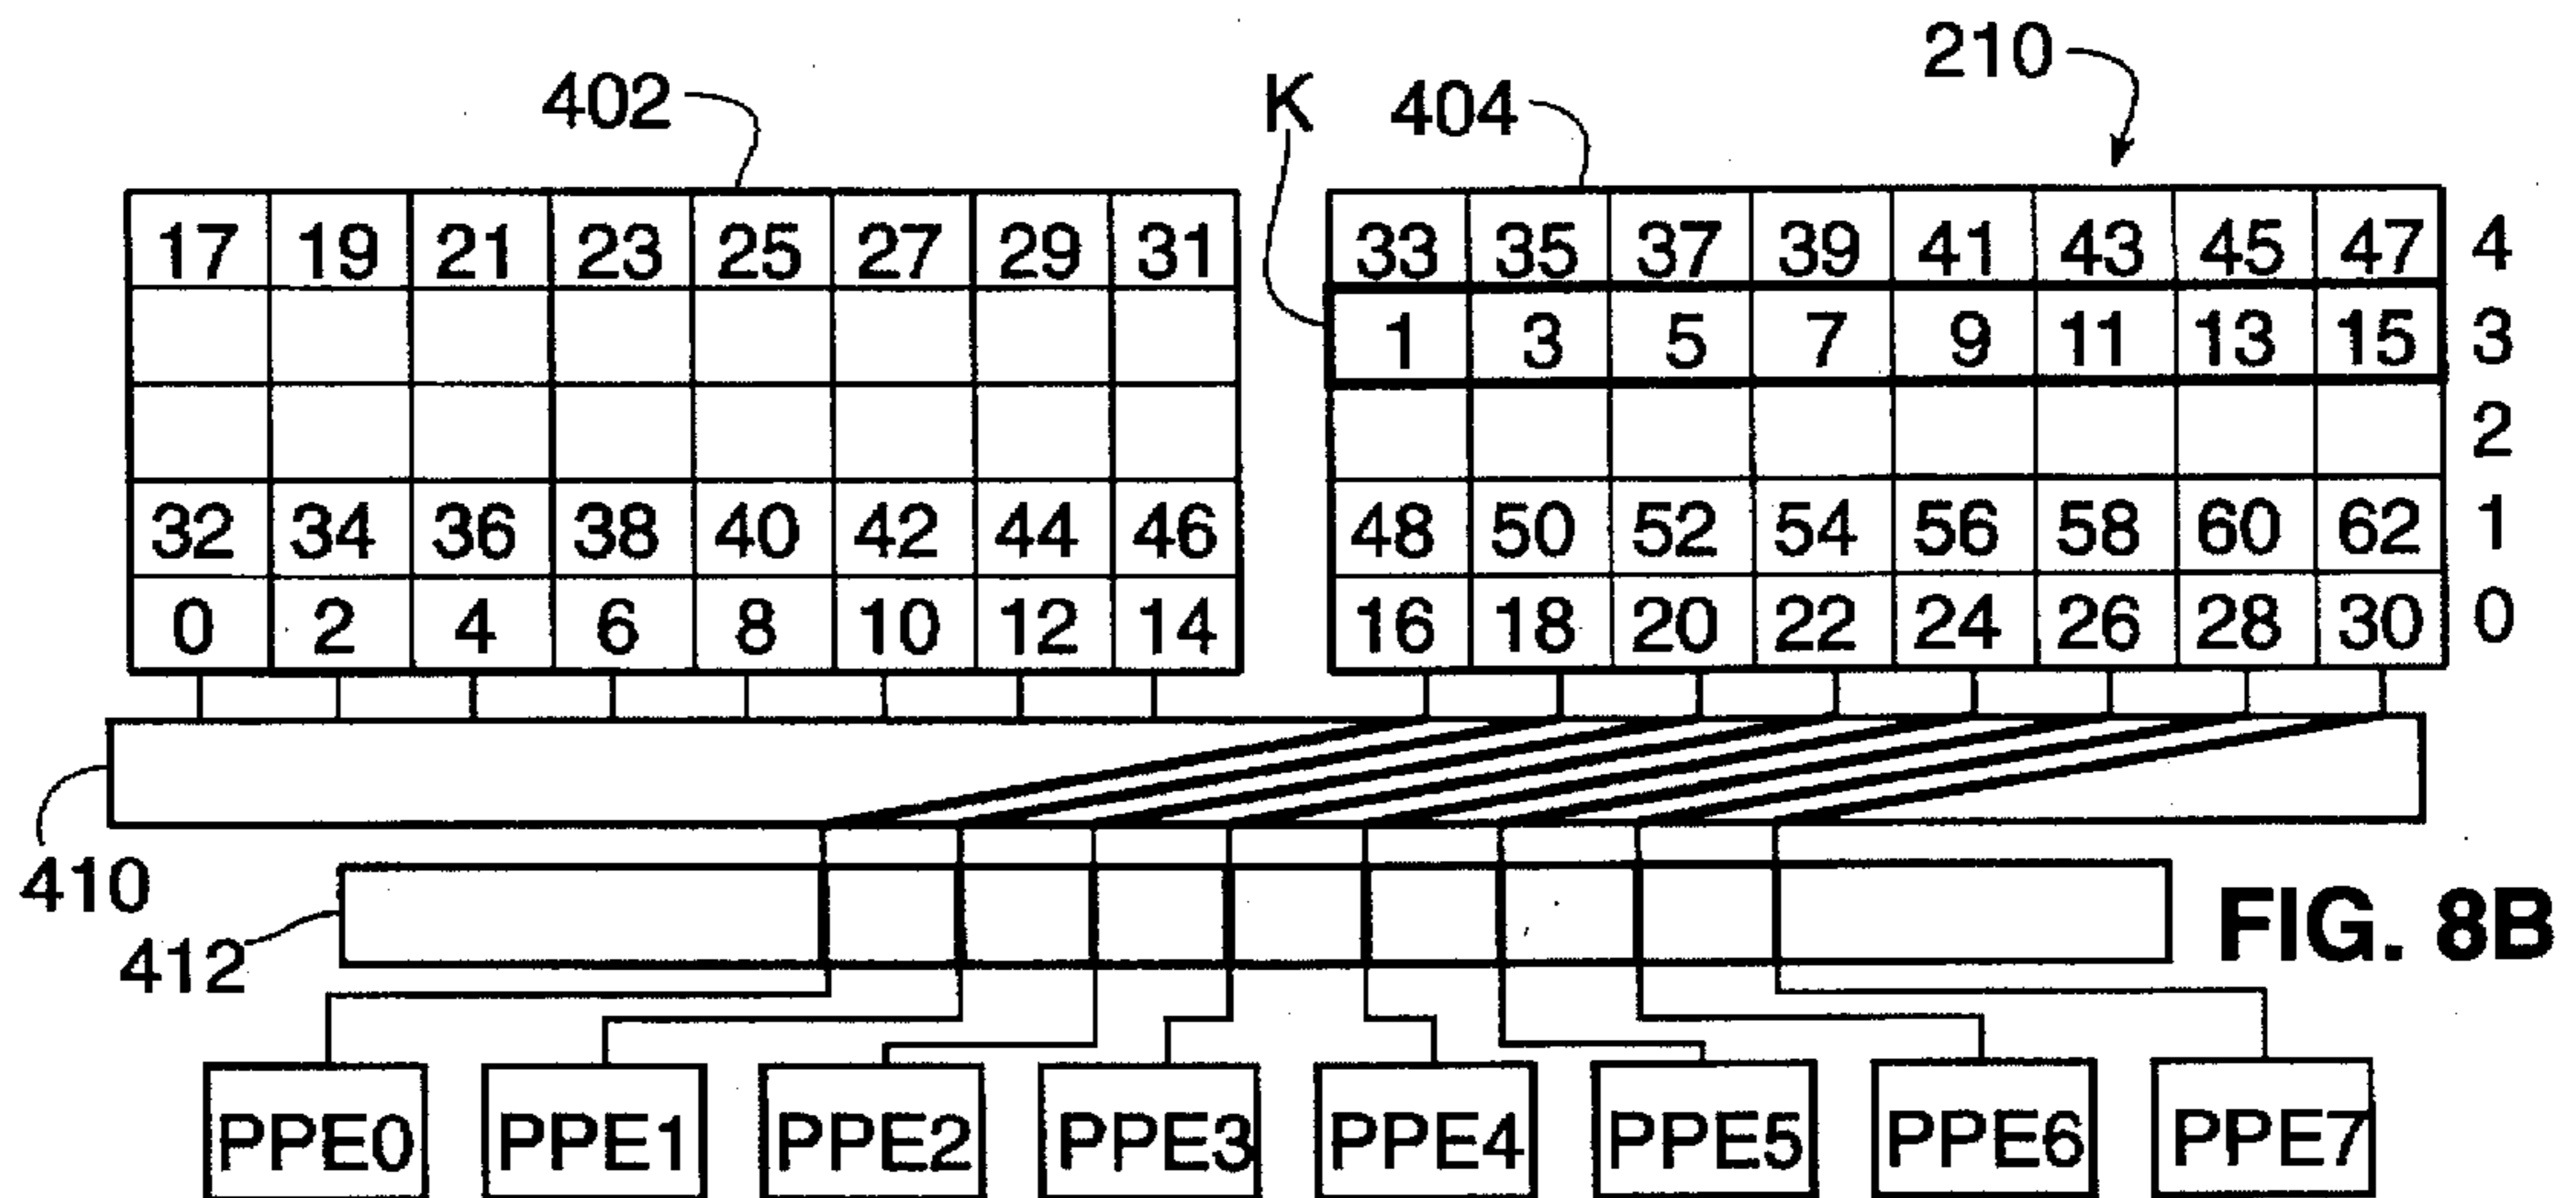 210
402
K 404
17 19 21 23 25 27 29 31 33 35 37 39 41 43 45 47 4
1 3 5 7 9 11 13 15 3
2
32 34 36 38 40 42 44 46 48 50 52 54 56 58 60 62 1
0 2 4 6 8 10 12 14 16 18 20 22 24 26 28 30 0
410
412
FIG. 8B
PPE0 PPE1 PPE2 PPE3 PPE4 PPE5 PPE6 PPE7